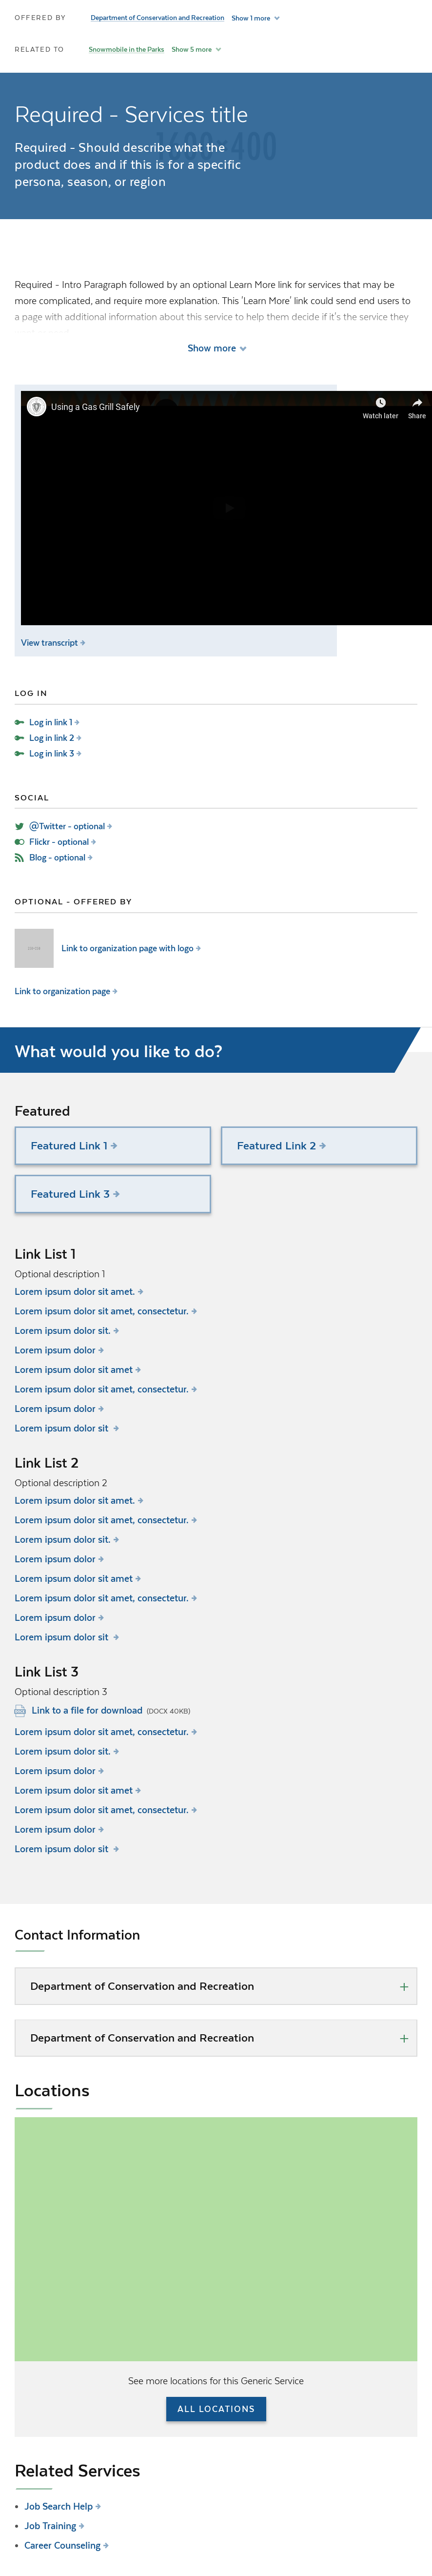 OFFERED BY Department of Conservation and Recreation Show 1 more
RELATED TO Snowmobile in the Parks Show 5 more
Required - Services title
1600x400
Required - Should describe what the
product does and if this is for a specific
persona, season, or region
Required - Intro Paragraph followed by an optional Learn More link for services that may be
more complicated, and require more explanation. This 'Learn More' link could send end users to
a page with additional information about this service to help them decide if it's the service they
Show more
Using a Gas Grill Safely
Watch later
Share
View transcript
LOG IN
Log in link 1
Log in link 2
Log in link 3
SOCIAL
@Twitter - optional
Flickr - optional
Blog - optional
OPTIONAL - OFFERED BY
Link to organization page with logo
Link to organization page
What would you like to do?
Featured
Featured Link 1
Featured Link 2
Featured Link 3
Link List 1
Optional description 1
Lorem ipsum dolor sit amet.
Lorem ipsum dolor sit amet, consectetur.
Lorem ipsum dolor sit.
Lorem ipsum dolor
Lorem ipsum dolor sit amet
Lorem ipsum dolor sit amet, consectetur.
Lorem ipsum dolor
Lorem ipsum dolor sit
Link List 2
Optional description 2
Lorem ipsum dolor sit amet.
Lorem ipsum dolor sit amet, consectetur.
Lorem ipsum dolor sit.
Lorem ipsum dolor
Lorem ipsum dolor sit amet
Lorem ipsum dolor sit amet, consectetur.
Lorem ipsum dolor
Lorem ipsum dolor sit
Link List 3
Optional description 3
Link to a file for download (DOCX 40KB)
Lorem ipsum dolor sit amet, consectetur.
Lorem ipsum dolor sit.
Lorem ipsum dolor
Lorem ipsum dolor sit amet
Lorem ipsum dolor sit amet, consectetur.
Lorem ipsum dolor
Lorem ipsum dolor sit
Contact Information
Department of Conservation and Recreation
Department of Conservation and Recreation
Locations
See more locations for this Generic Service
ALL LOCATIONS
Related Services
Job Search Help
Job Training
Career Counseling